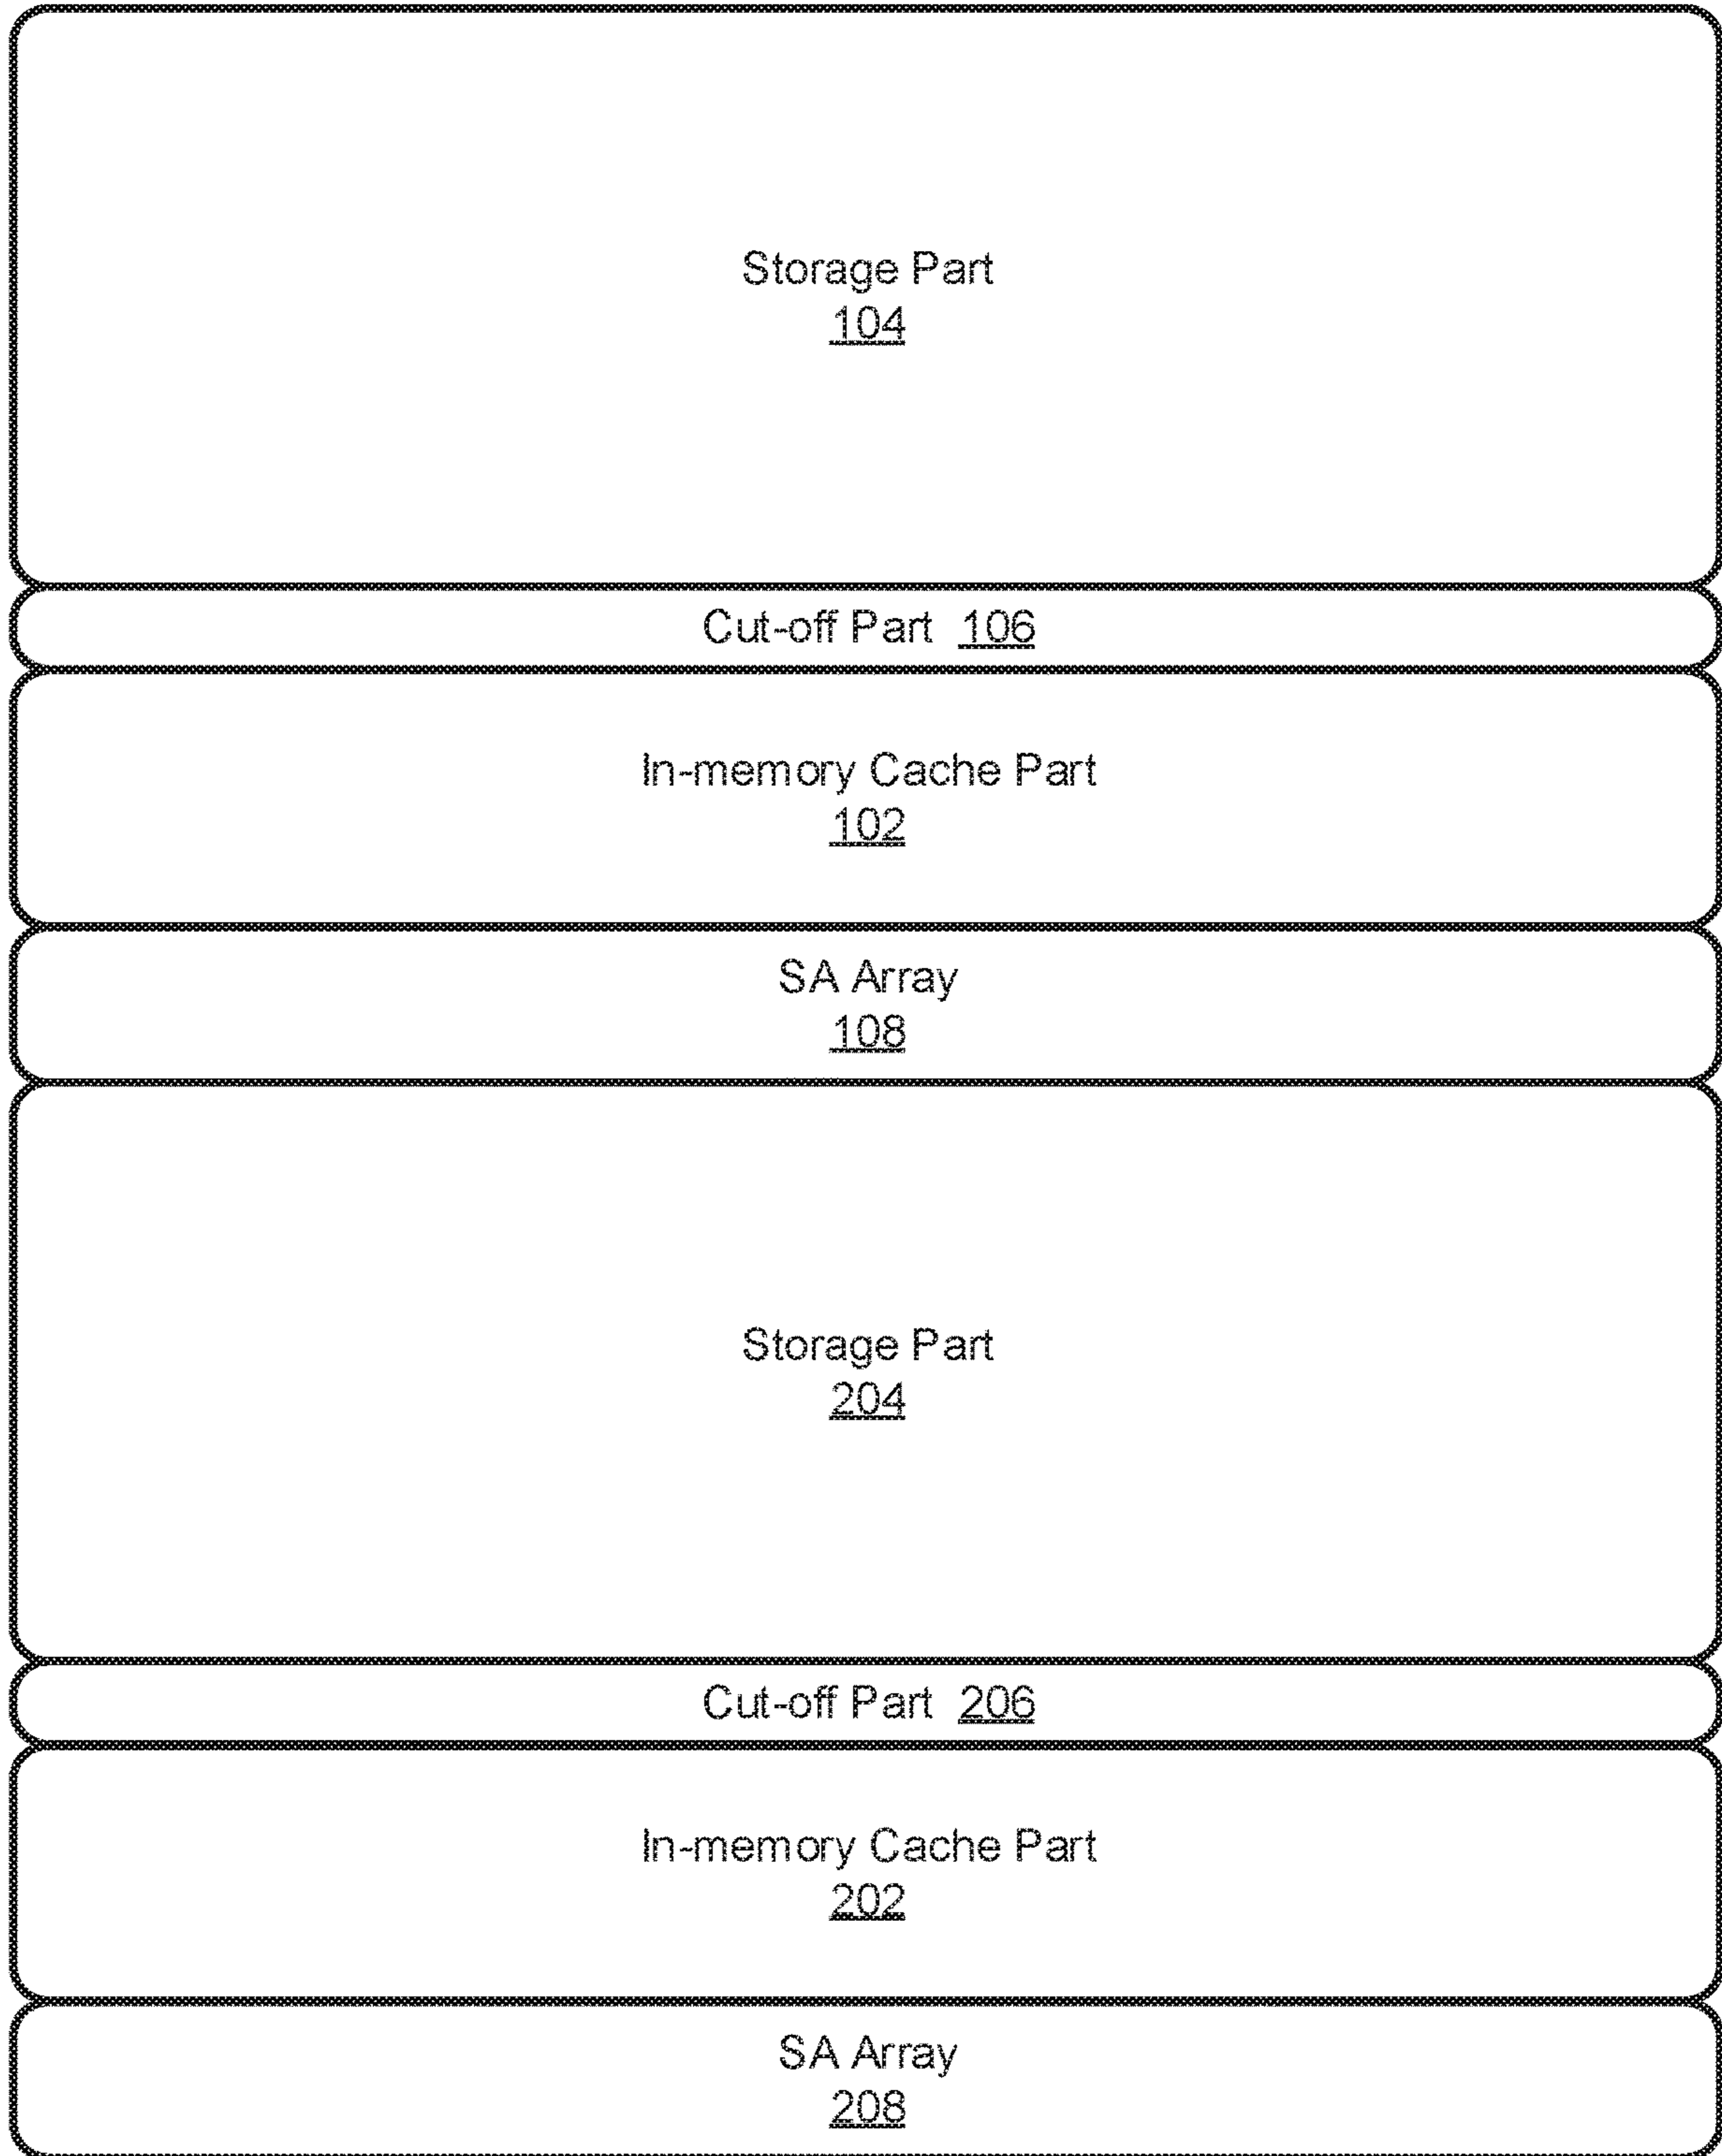 Storage Part
104
Cut-off Part 106
In-memory Cache Part
102
SA Array
108
Storage Part
204
Cut-off Part 206
In-memory Cache Part
202
SA Array
208